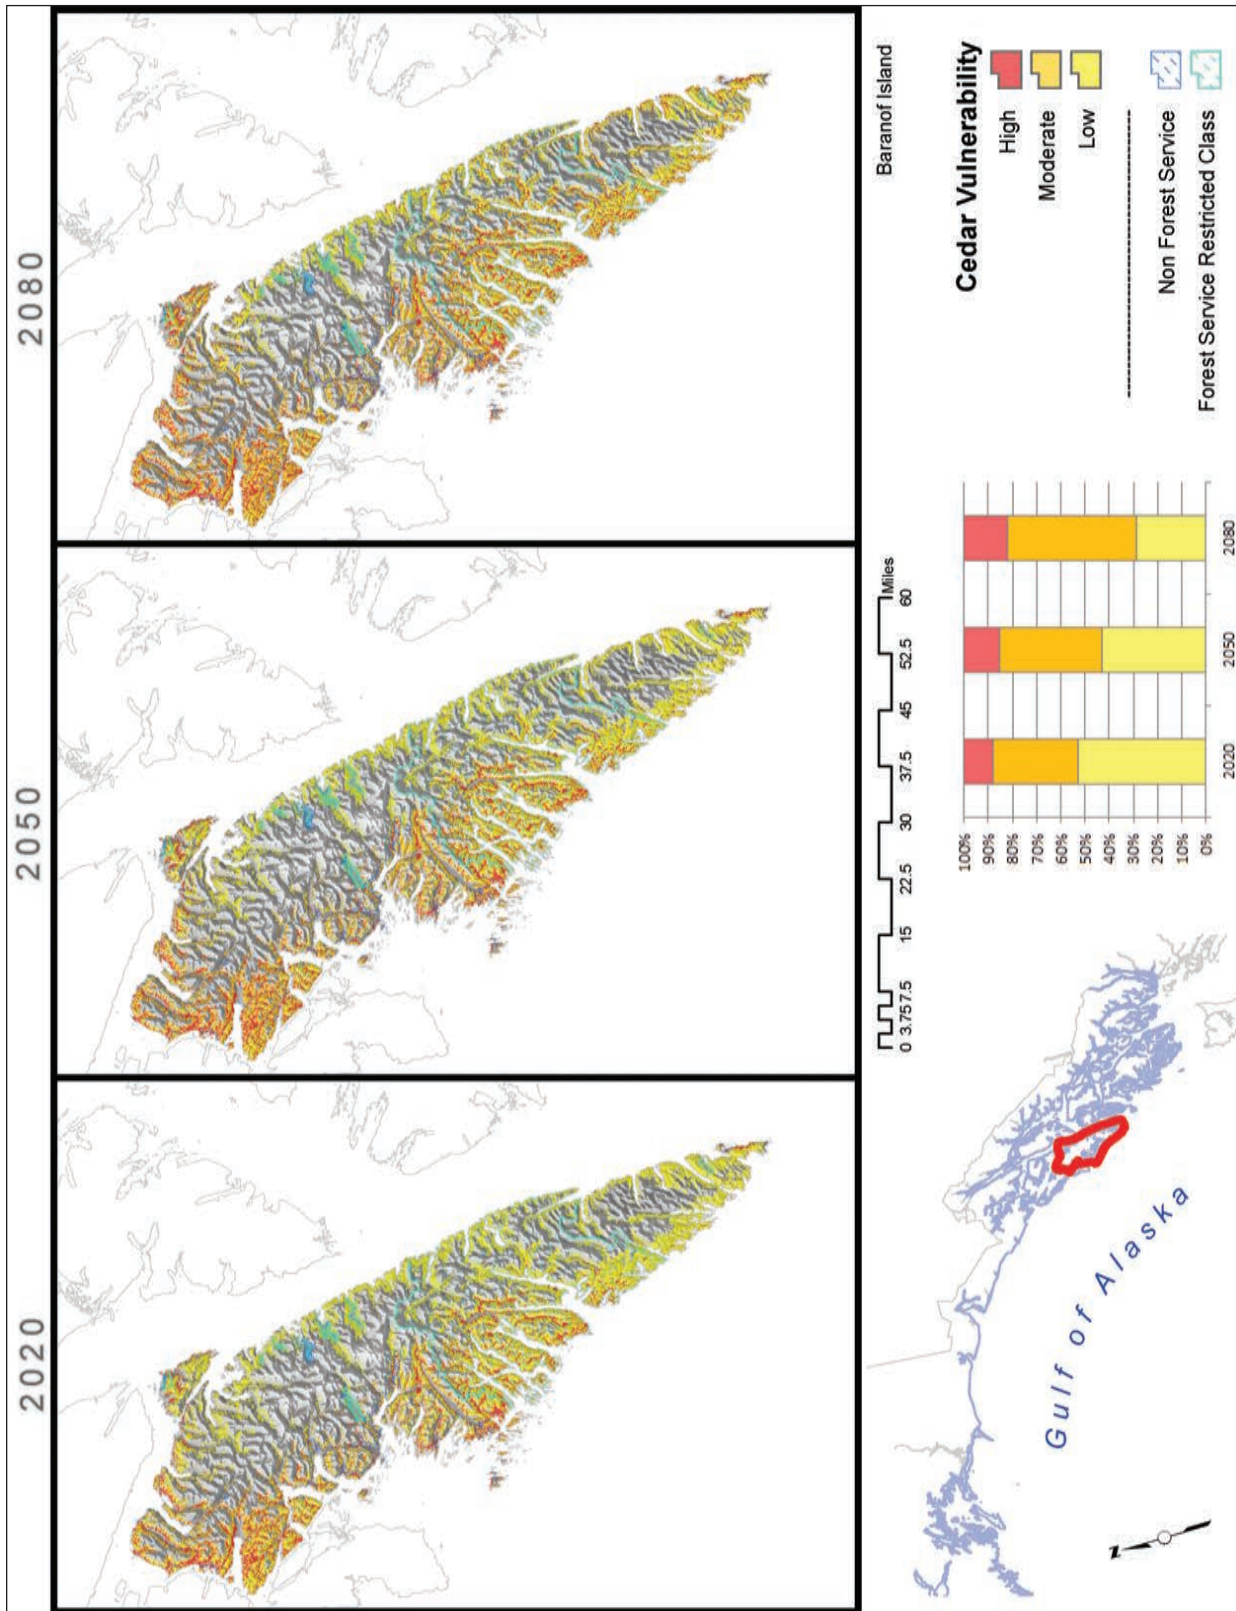 2020
2050
2080
0 3.75 7.5 15 22.5 30 37.5 45 52.5 60
Miles
Baranof Island
Gulf of Alaska
z
100%
90%
80%
70%
60%
50%
40%
30%
20%
10%
0%
2020 2050 2080
Cedar Vulnerability
High
Moderate
Low
Non Forest Service
Forest Service Restricted Class